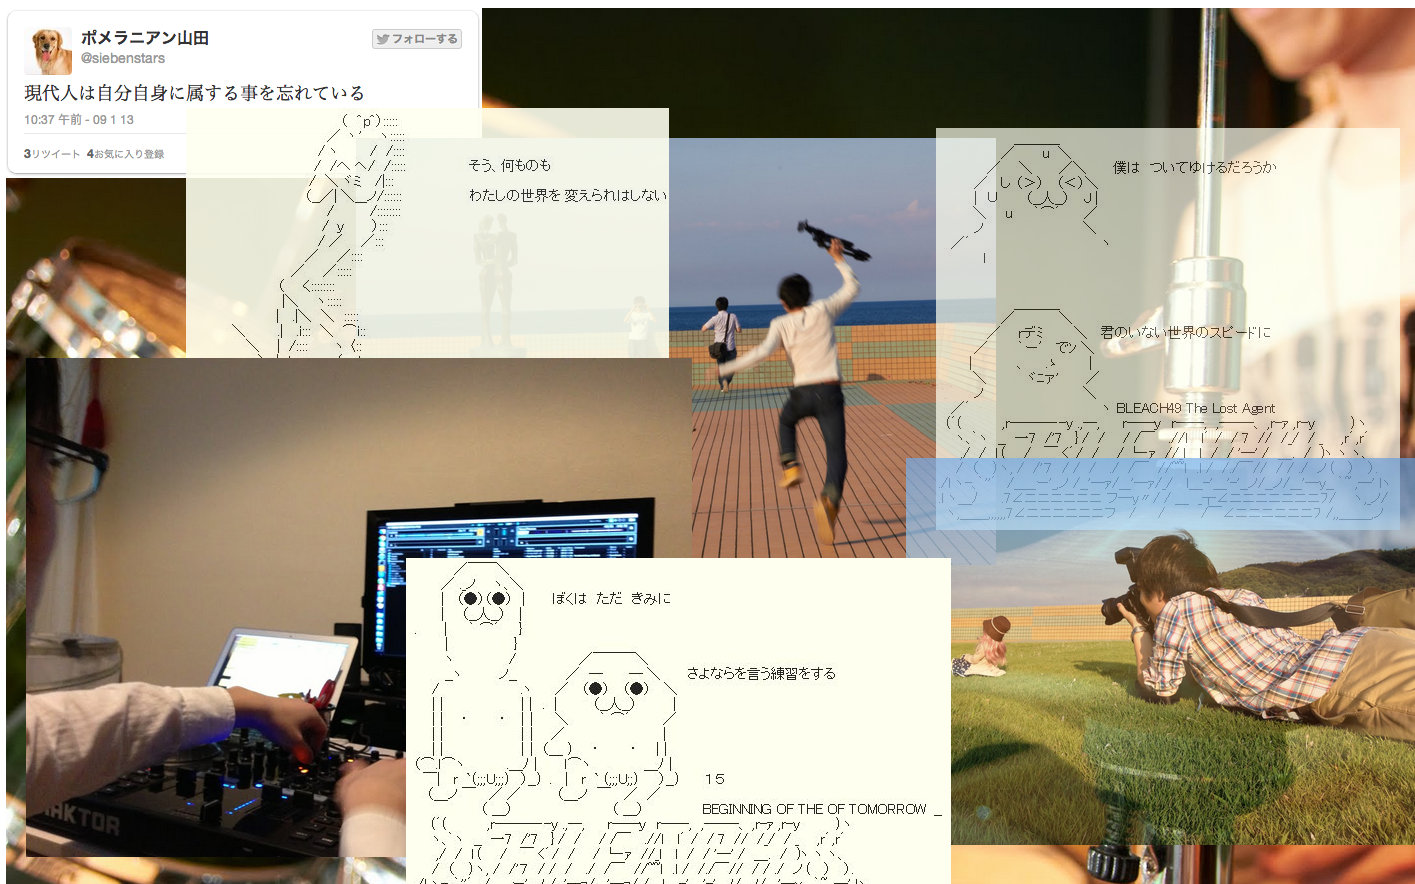 ポメラニアン山田
フォローする
@siebenstars
現代人は自分自身に属する事を忘れている
10:37 午前 - 09 1 13
3リツイート 4お気に入り登録
そう、何ものも
わたしの世界を変えられはしない
僕は ついてゆけるだろうか
君のいない世界のスピードに
BLEACH49 The Lost Agent
ぼくは ただ きみに
さよならを言う練習をする
１５
BEGINNING OF THE OF TOMORROW _